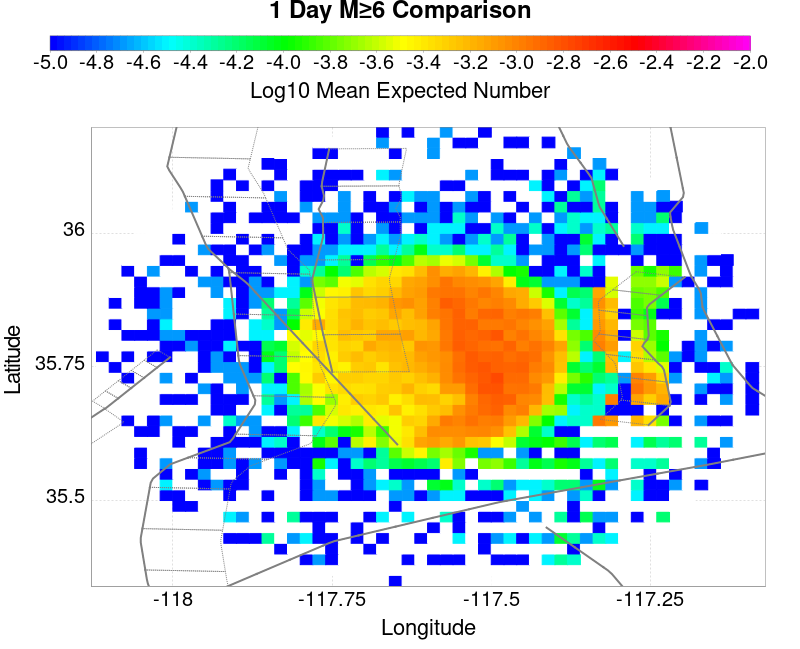 1 Day M≥6 Comparison
-5.0 -4.8 -4.6 -4.4 -4.2 -4.0 -3.8 -3.6 -3.4 -3.2 -3.0 -2.8 -2.6 -2.4 -2.2 -2.0
Log10 Mean Expected Number
36
35.75
35.5
Latitude
-118 -117.75 -117.5 -117.25
Longitude